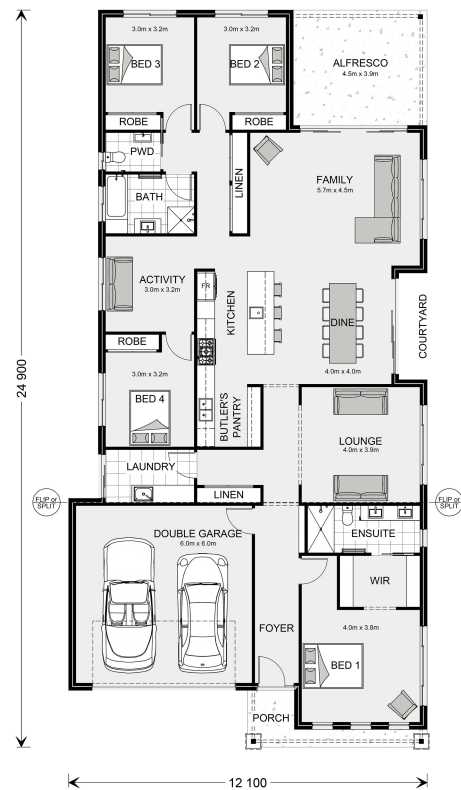 3.0m x 3.2m
BED 3
3.0m x 3.2m
BED 2
ALFRESCO
4.5m x 3.9m
ROBE
ROBE
PWD
LINEN
FAMILY
5.7m x 4.5m
BATH
ACTIVITY
3.0m x 3.2m
FR
KITCHEN
DINE
4.0m x 4.0m
COURTYARD
ROBE
3.0m x 3.2m
BED 4
BUTLER'S
PANTRY
LOUNGE
4.0m x 3.9m
24 900
LAUNDRY
LINEN
FLIP or
SPLIT
FLIP or
SPLIT
DOUBLE GARAGE
6.0m x 6.0m
ENSUITE
WIR
FOYER
4.0m x 3.8m
BED 1
PORCH
12 100